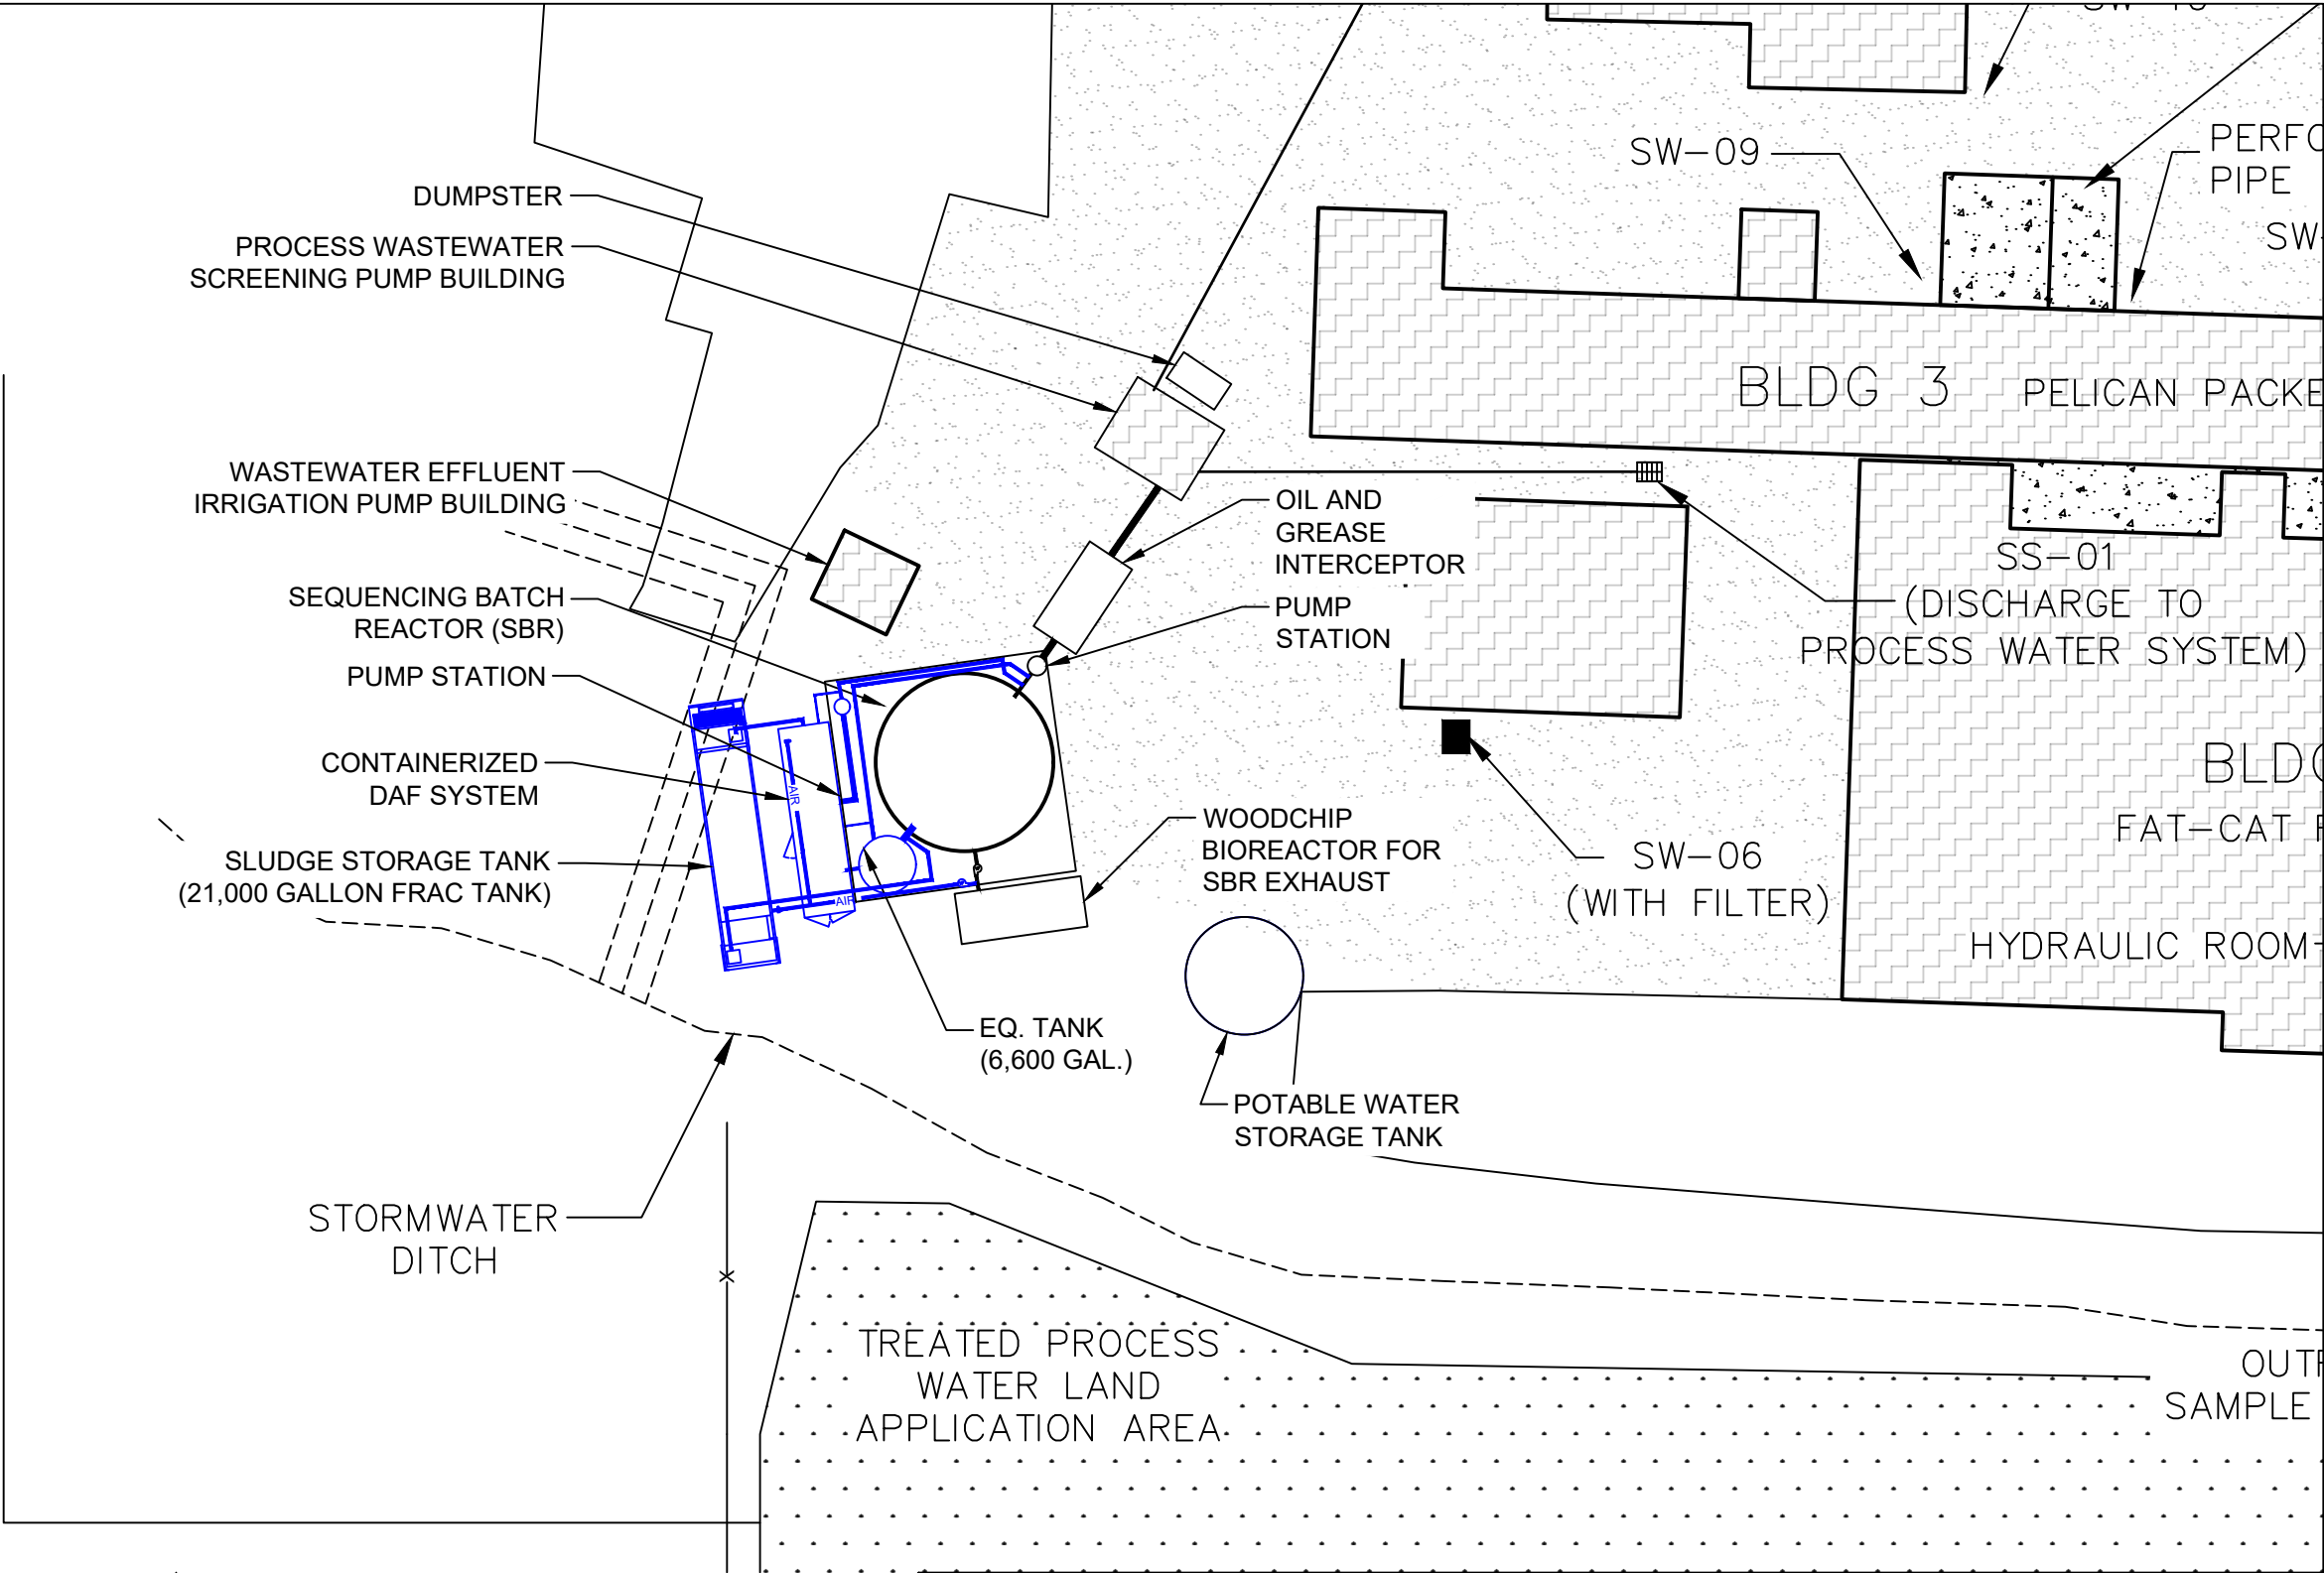 SW-09
PIPE
DUMPSTER
PROCESS WASTEWATER
SCREENING PUMP BUILDING
BLDG 3 PELICAN
WASTEWATER EFFLUENT
IRRIGATION PUMP BUILDING
OIL AND
GREASE
INTERCEPTOR
SS-01
(DISCHARGE TO
PROCESS WATER SYSTEM)
SEQUENCING BATCH
REACTOR (SBR)
PUMP
STATION
PUMP STATION
CONTAINERIZED
DAF SYSTEM
AIR
FAT-CAT
SLUDGE STORAGE TANK
(21,000 GALLON FRAC TANK)
WOODCHIP
BIOREACTOR FOR
SBR EXHAUST
SW-06
(WITH FILTER)
AIR
HYDRAULIC ROOM
EQ. TANK
(6,600 GAL.)
POTABLE WATER
STORAGE TANK
STORMWATER
DITCH
X
TREATED PROCESS
WATER LAND
APPLICATION AREA
SAMPLE